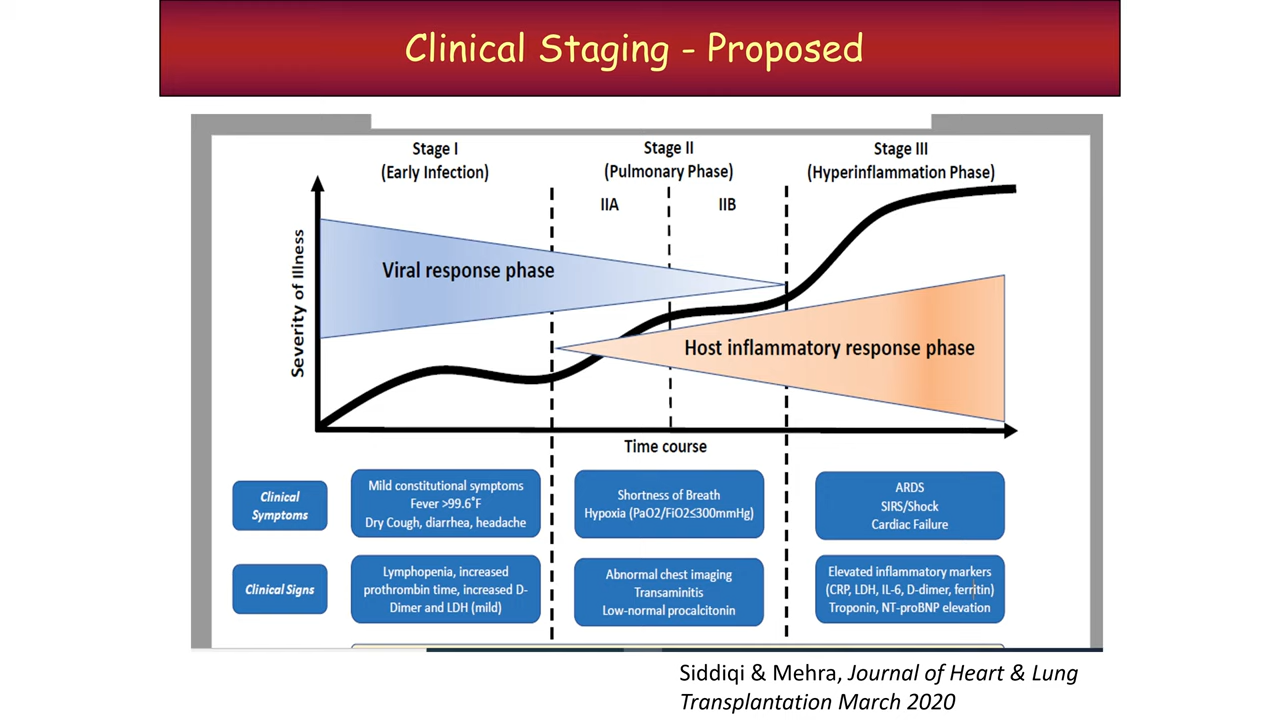 Clinical Staging - Proposed
Stage I
(Early Infection)
Stage II
(Pulmonary Phase)
Stage III
(Hyperinflammation Phase)
IIA
IIB
Severity of Illness
Viral response phase
Host inflammatory response phase
Time course
Clinical
Symptoms
Mild constitutional symptoms
Fever >99.6°F
Dry Cough, diarrhea, headache
Shortness of Breath
Hypoxia (PaO2/FiO2≤300mmHg)
ARDS
SIRS/Shock
Cardiac Failure
Clinical Signs
Lymphopenia, increased
prothrombin time, increased D-
Dimer and LDH (mild)
Abnormal chest imaging
Transaminitis
Low-normal procalcitonin
Elevated inflammatory markers
(CRP, LDH, IL-6, D-dimer, ferritin)
Troponin, NT-proBNP elevation
Siddiqi & Mehra, Journal of Heart & Lung
Transplantation March 2020